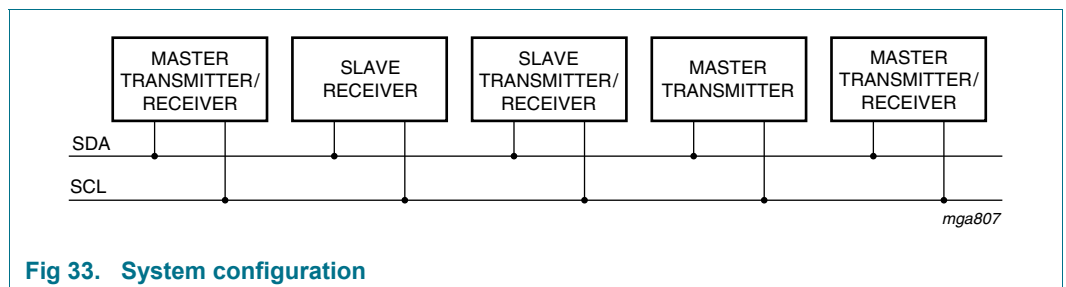 MASTER
TRANSMITTER/
RECEIVER
SLAVE
RECEIVER
SLAVE
TRANSMITTER/
RECEIVER
MASTER
TRANSMITTER
MASTER
TRANSMITTER/
RECEIVER
SDA
SCL
mga807
Fig 33. System configuration